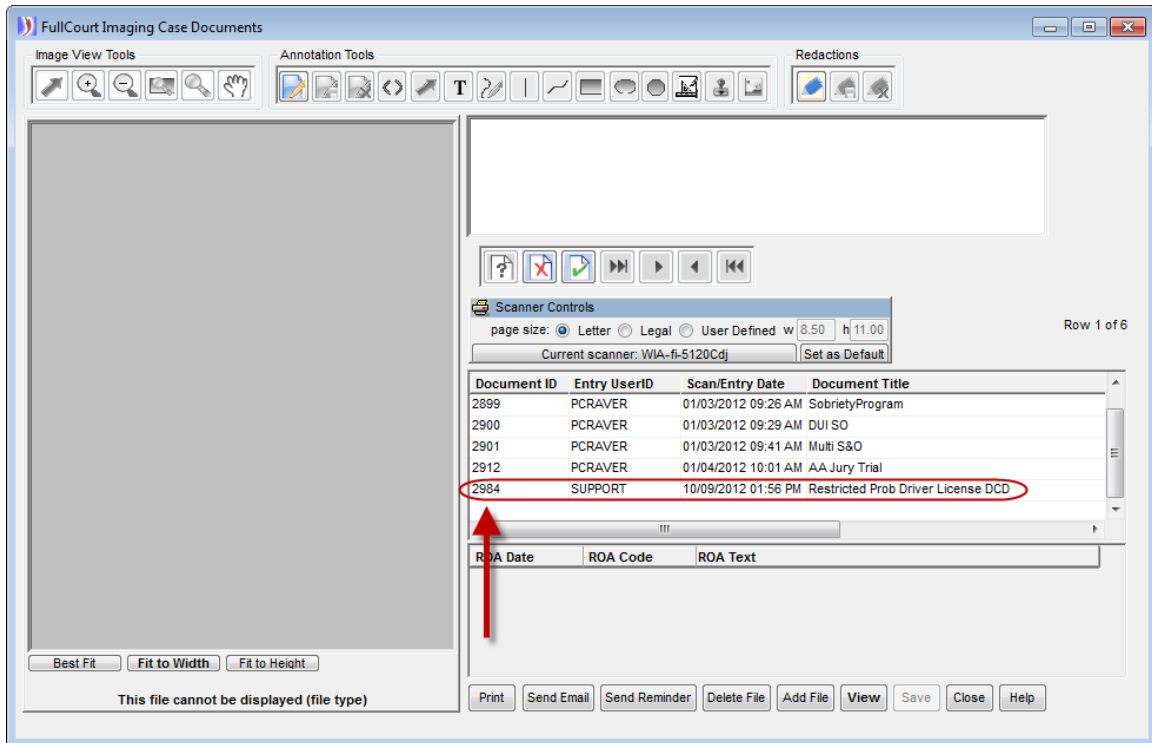 FullCourt Imaging Case Documents
Image View Tools
Annotation Tools
Redactions
T
?
Scanner Controls
page size: Letter Legal User Defined w 8.50 h 11.00
Row 1 of 6
Current scanner: WIA-fi-5120Cdj Set as Default
Document ID Entry UserID Scan/Entry Date Document Title
2899 PCRAVER 01/03/2012 09:26 AM SobrietyProgram
2900 PCRAVER 01/03/2012 09:29 AM DUI SO
2901 PCRAVER 01/03/2012 09:41 AM Multi S&O
2912 PCRAVER 01/04/2012 10:01 AM AA Jury Trial
2984 SUPPORT 10/09/2012 01:56 PM Restricted Prob Driver License DCD
ROA Date ROA Code ROA Text
Best Fit Fit to Width Fit to Height
This file cannot be displayed (file type)
Print Send Email Send Reminder Delete File Add File View Save Close Help